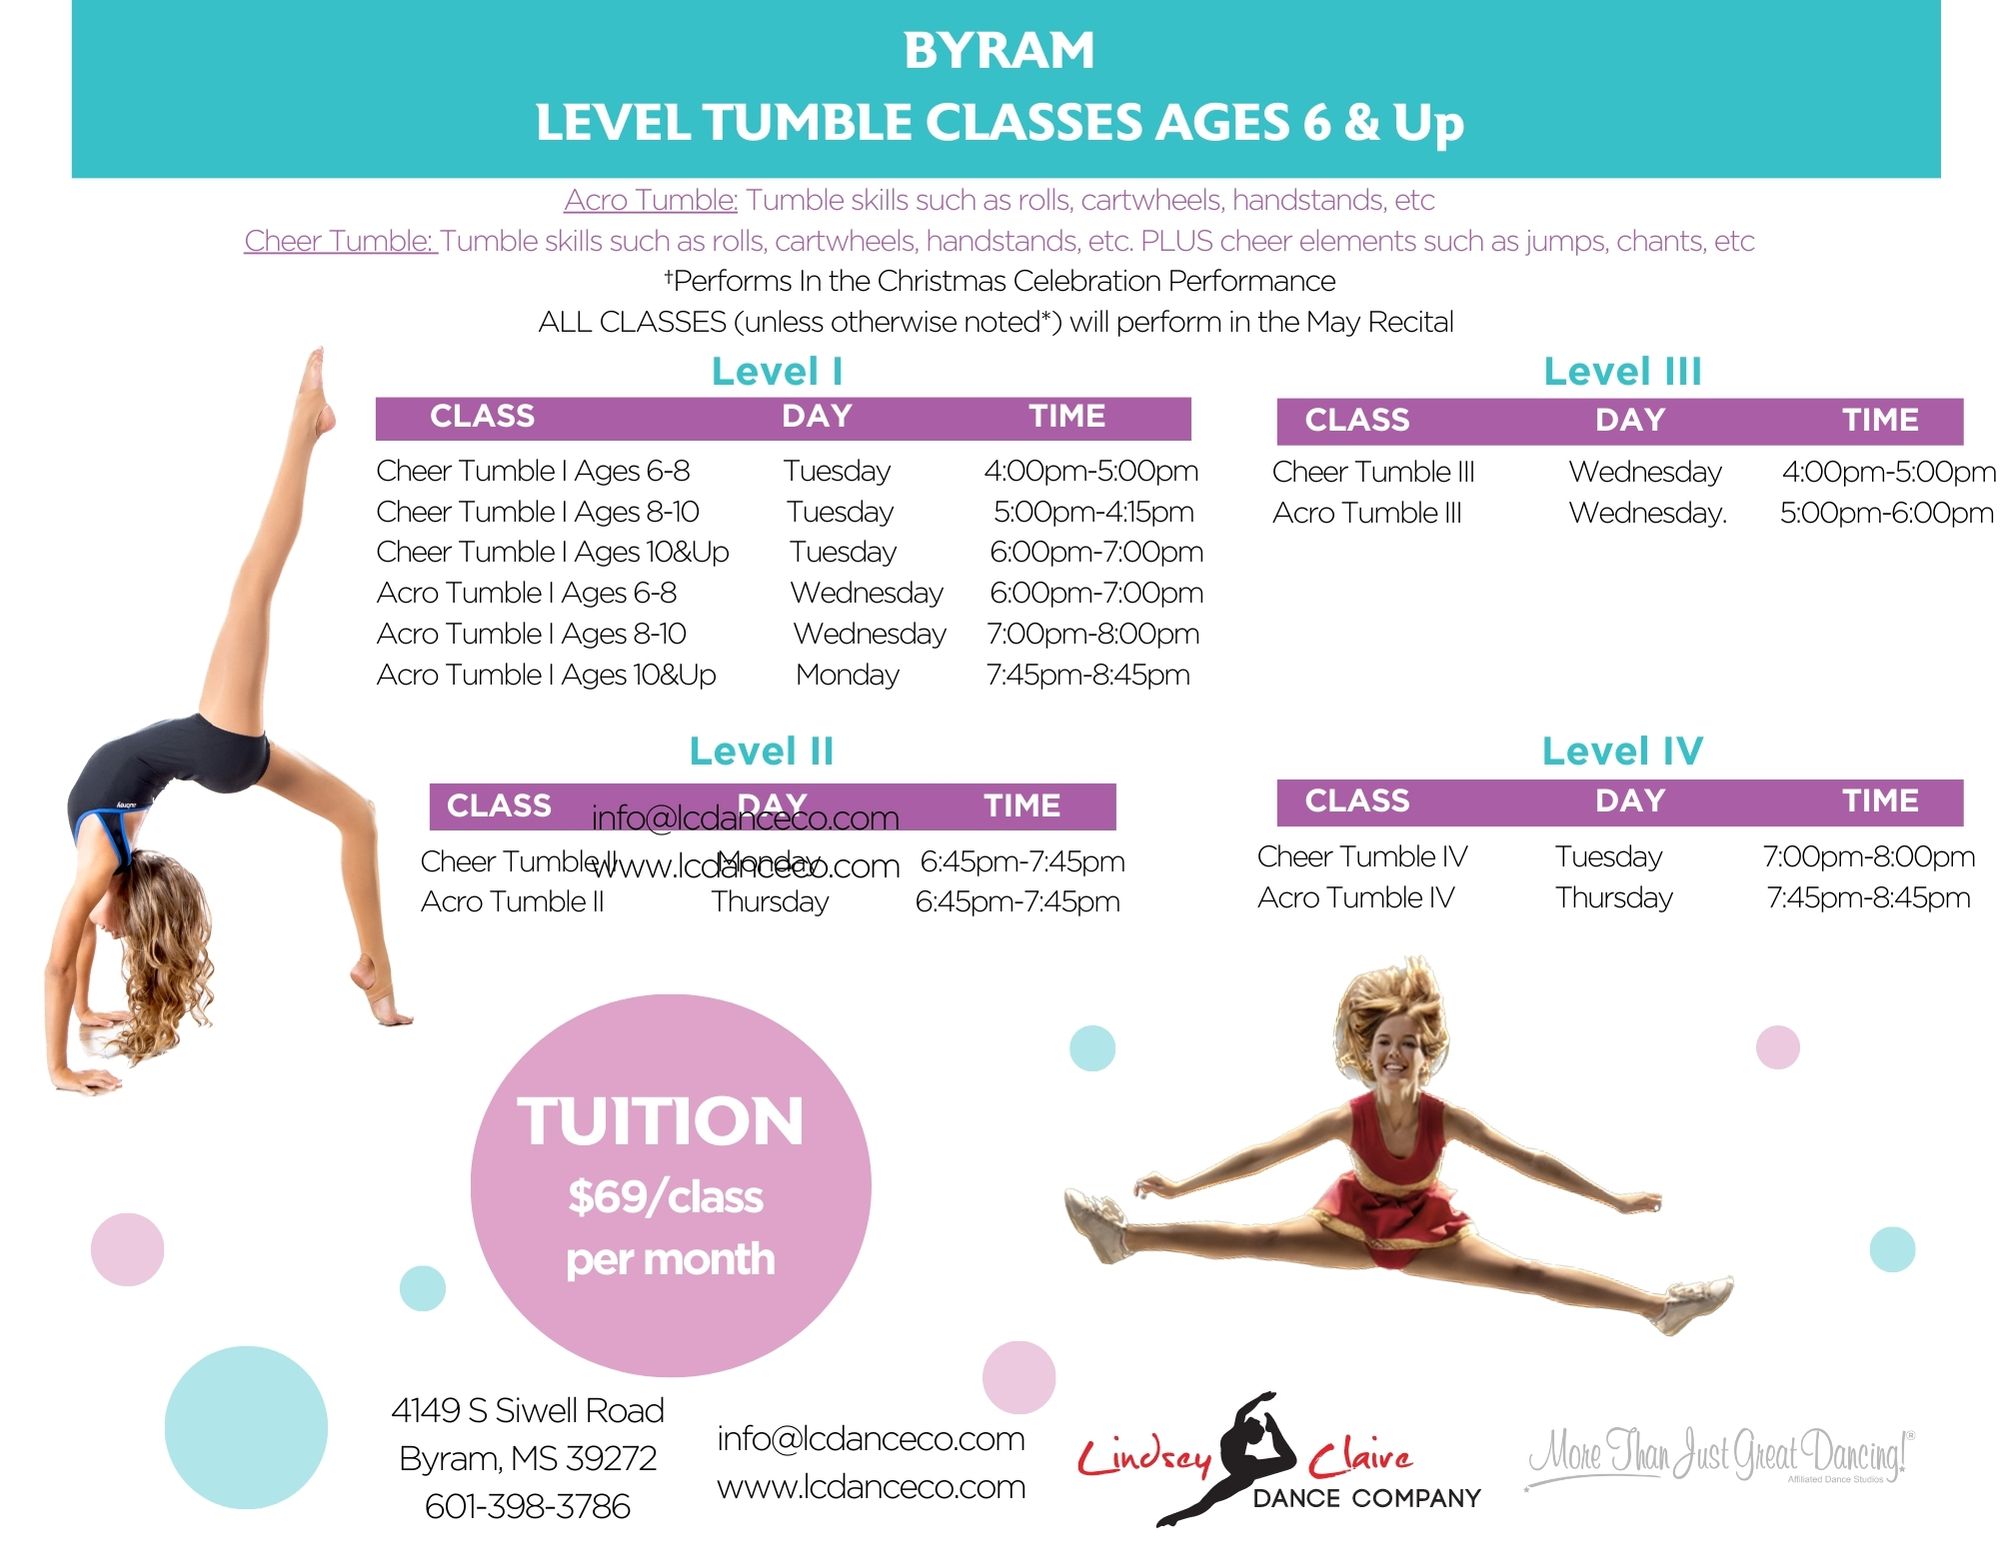 BYRAM
LEVEL TUMBLE CLASSES AGES 6 & Up
Acro Tumble: Tumble skills such as rolls, cartwheels, handstands, etc
Cheer Tumble: Tumble skills such as rolls, cartwheels, handstands, etc. PLUS cheer elements such as jumps, chants, etc
†Performs In the Christmas Celebration Performance
ALL CLASSES (unless otherwise noted*) will perform in the May Recital
Level I
CLASS DAY TIME
Cheer Tumble I Ages 6-8 Tuesday 4:00pm-5:00pm
Cheer Tumble I Ages 8-10 Tuesday 5:00pm-4:15pm
Cheer Tumble I Ages 10&Up Tuesday 6:00pm-7:00pm
Acro Tumble I Ages 6-8 Wednesday 6:00pm-7:00pm
Acro Tumble I Ages 8-10 Wednesday 7:00pm-8:00pm
Acro Tumble I Ages 10&Up Monday 7:45pm-8:45pm
Level III
CLASS DAY TIME
Cheer Tumble III Wednesday 4:00pm-5:00pm
Acro Tumble III Wednesday. 5:00pm-6:00pm
Level II
CLASS DAY TIME
info@lcdanceco.com
Cheer Tumble II Monday 6:45pm-7:45pm
www.lcdanceco.com
Acro Tumble II Thursday 6:45pm-7:45pm
Level IV
CLASS DAY TIME
Cheer Tumble IV Tuesday 7:00pm-8:00pm
Acro Tumble IV Thursday 7:45pm-8:45pm
TUITION
$69/class
per month
4149 S Siwell Road
Byram, MS 39272
601-398-3786
info@lcdanceco.com
www.lcdanceco.com
Lindsey Claire
DANCE COMPANY
More Than Just Great Dancing!®
Affiliated Dance Studios